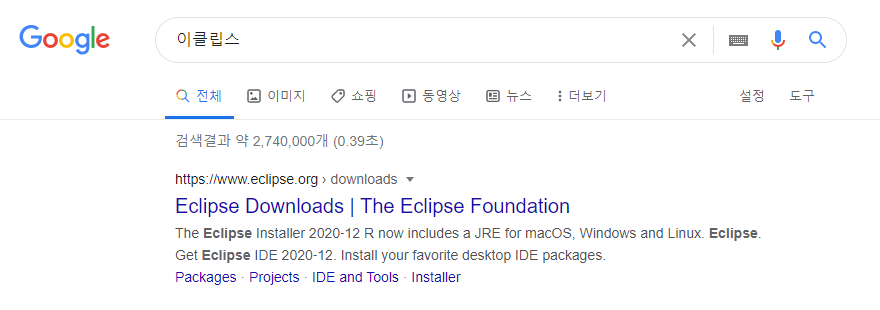 Google 이클립스
전체 이미지 쇼핑 동영상 뉴스 더보기 설정 도구
검색결과 약 2,740,000개 (0.39초)
https://www.eclipse.org › downloads
Eclipse Downloads | The Eclipse Foundation
The Eclipse Installer 2020-12 R now includes a JRE for macOS, Windows and Linux. Eclipse.
Get Eclipse IDE 2020-12. Install your favorite desktop IDE packages.
Packages · Projects · IDE and Tools · Installer